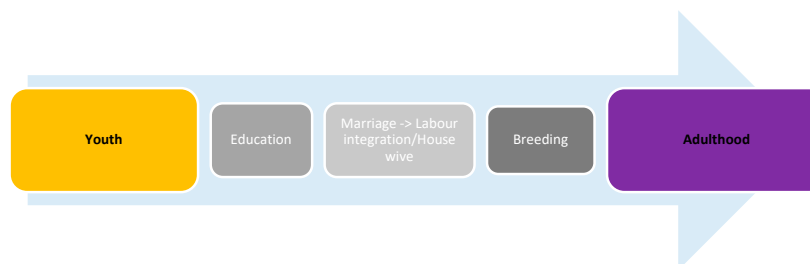 Youth
Education
Marriage -> Labour
integration/House
wive
Breeding
Adulthood